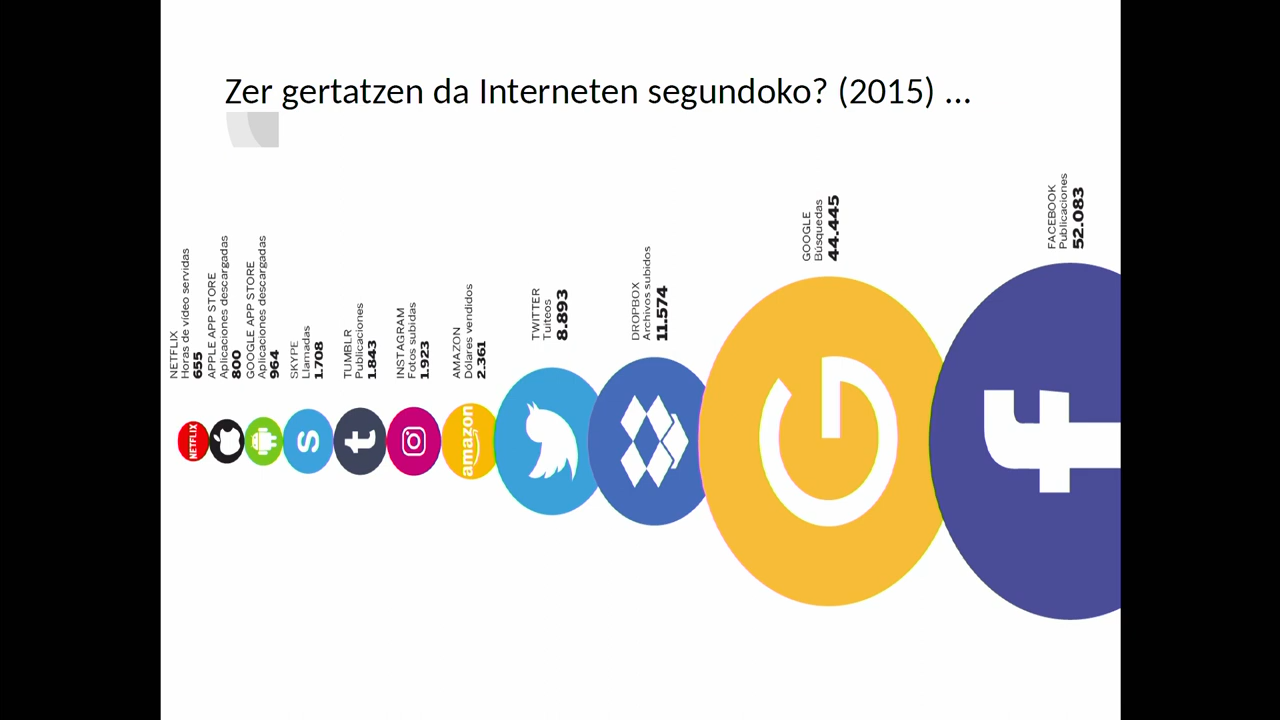 Zer gertatzen da Interneten segundoko? (2015) ...
NETFLIX
Horas de vídeo servidas
655
APPLE APP STORE
Aplicaciones descargadas
800
GOOGLE APP STORE
Aplicaciones descargadas
964
SKYPE
Llamadas
1.708
TUMBLR
Publicaciones
1.843
INSTAGRAM
Fotos subidas
1.923
AMAZON
Dólares vendidos
2.361
TWITTER
Tuiteos
8.893
DROPBOX
Archivos subidos
11.574
GOOGLE
Búsquedas
44.445
FACEBOOK
Publicaciones
52.083
NETFLIX
S
t
amazon
G
f